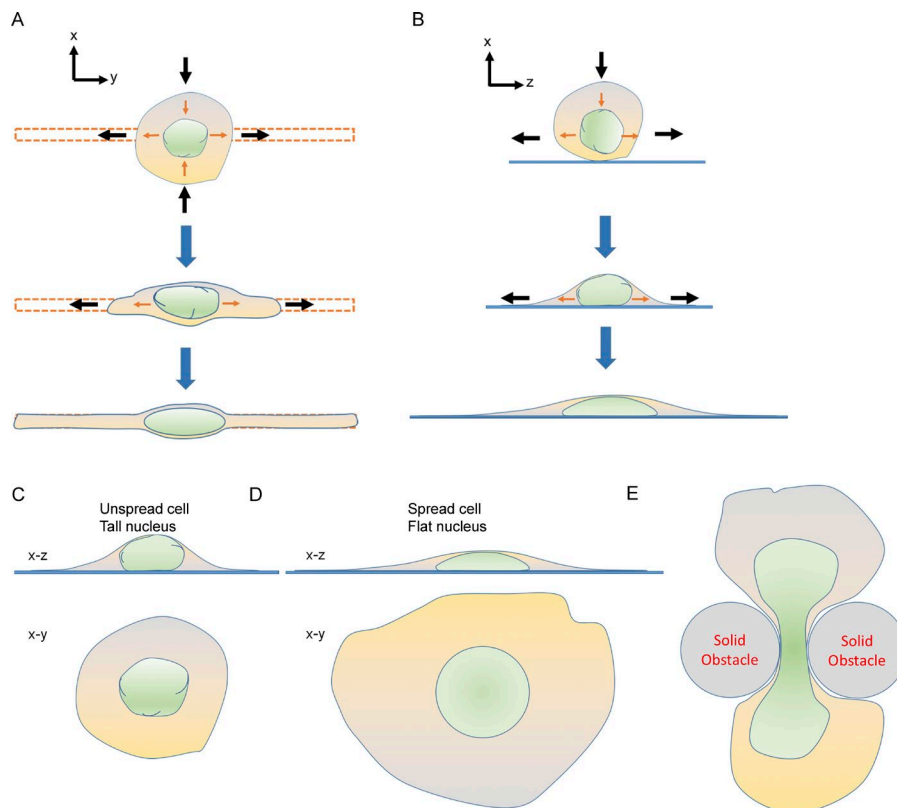 A
B
x
y
x
z
C
D
E
Unspread cell
Tall nucleus
Spread cell
Flat nucleus
x-z
x-z
x-y
x-y
Solid
Obstacle
Solid
Obstacle